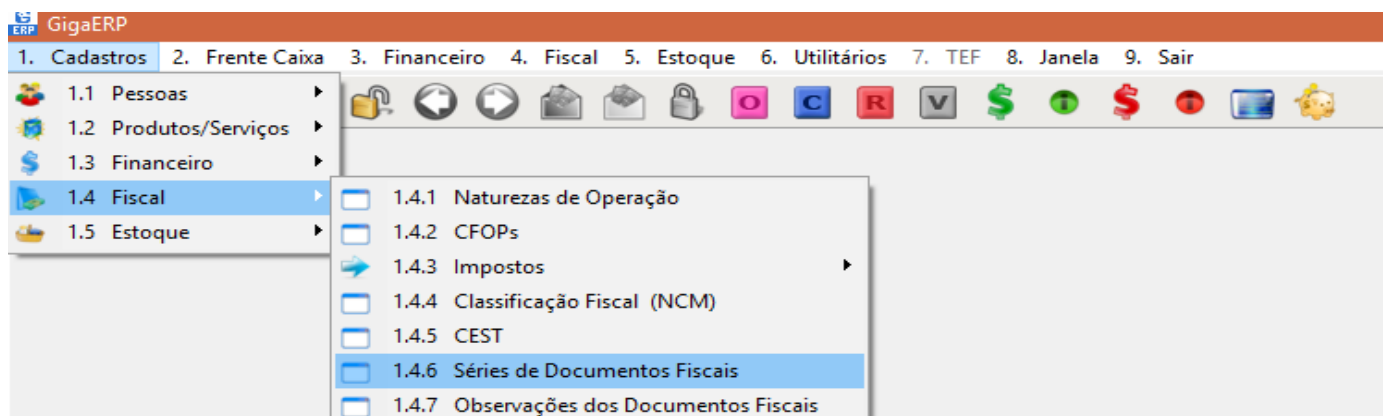 GigaERP
1. Cadastros 2. Frente Caixa 3. Financeiro 4. Fiscal 5. Estoque 6. Utilitários 7. TEF 8. Janela 9. Sair
1.1 Pessoas
O C R V $ $
1.2 Produtos/Serviços
1.3 Financeiro
1.4 Fiscal
1.5 Estoque
1.4.1 Naturezas de Operação
1.4.2 CFOPs
1.4.3 Impostos
1.4.4 Classificação Fiscal (NCM)
1.4.5 CEST
1.4.6 Séries de Documentos Fiscais
1.4.7 Observações dos Documentos Fiscais